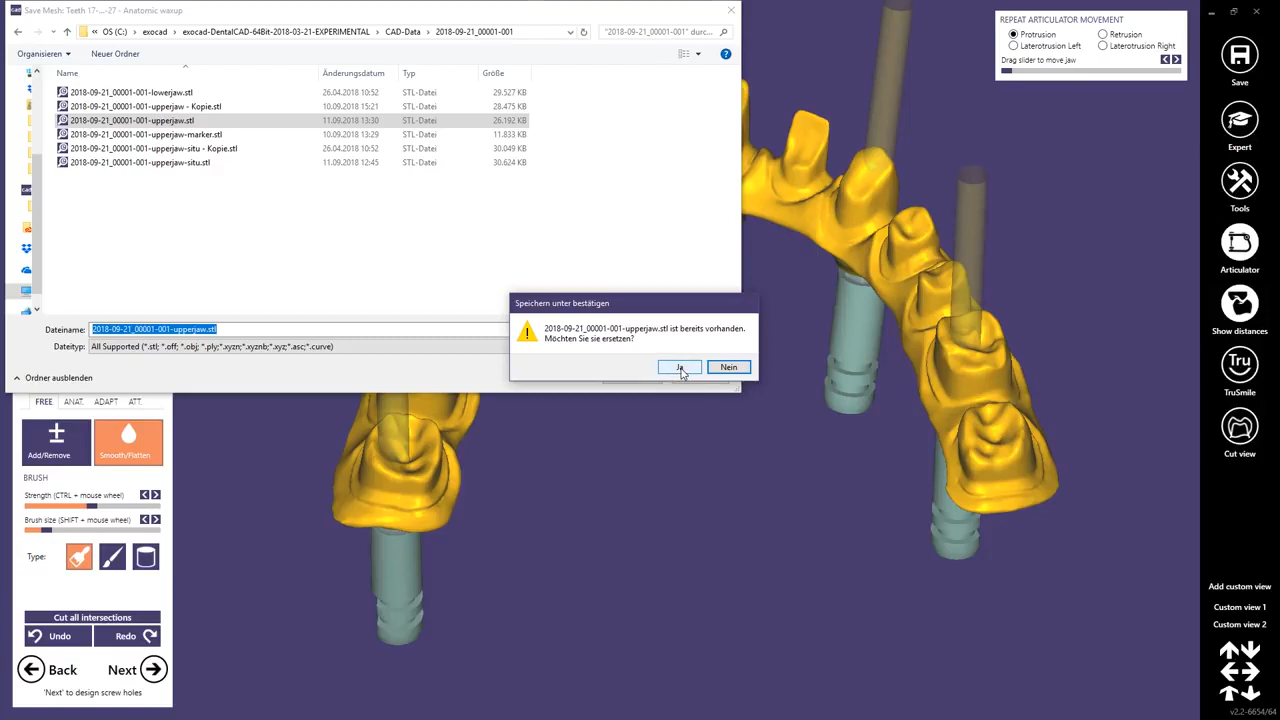 Save Mesh: Teeth 17-...-27 - Anatomic waxup
« OS (C:) › exocad › exocad-DentalCAD-64Bit-2018-03-21-EXPERIMENTAL › CAD-Data › 2018-09-21_00001-001
"2018-09-21_00001-001" durc...
Organisieren
Neuer Ordner
Name Änderungsdatum Typ Größe
2018-09-21_00001-001-lowerjaw.stl 26.04.2018 10:52 STL-Datei 29.527 KB
2018-09-21_00001-001-upperjaw - Kopie.stl 10.09.2018 15:21 STL-Datei 28.475 KB
2018-09-21_00001-001-upperjaw.stl 11.09.2018 13:30 STL-Datei 26.192 KB
2018-09-21_00001-001-upperjaw-marker.stl 10.09.2018 13:29 STL-Datei 11.833 KB
2018-09-21_00001-001-upperjaw-situ - Kopie.stl 26.04.2018 10:52 STL-Datei 30.049 KB
2018-09-21_00001-001-upperjaw-situ.stl 11.09.2018 12:45 STL-Datei 30.624 KB
Dateiname: 2018-09-21_00001-001-upperjaw.stl
Dateityp: All Supported (*.stl; *.off; *.obj; *.ply;*.xyzn;*.xyznb;*.xyz;*.asc;*.curve)
Ordner ausblenden
Speichern unter bestätigen
2018-09-21_00001-001-upperjaw.stl ist bereits vorhanden.
Möchten Sie sie ersetzen?
Ja
Nein
REPEAT ARTICULATOR MOVEMENT
Protrusion Retrusion
Laterotrusion Left Laterotrusion Right
Drag slider to move jaw
Save
Expert
Tools
Articulator
Show distances
Tru
TruSmile
Cut view
Add custom view
Custom view 1
Custom view 2
v2.2-6654/64
FREE ANAT. ADAPT ATT.
Add/Remove
Smooth/Flatten
BRUSH
Strength (CTRL + mouse wheel)
Brush size (SHIFT + mouse wheel)
Type:
Cut all intersections
Undo Redo
Back Next
'Next' to design screw holes